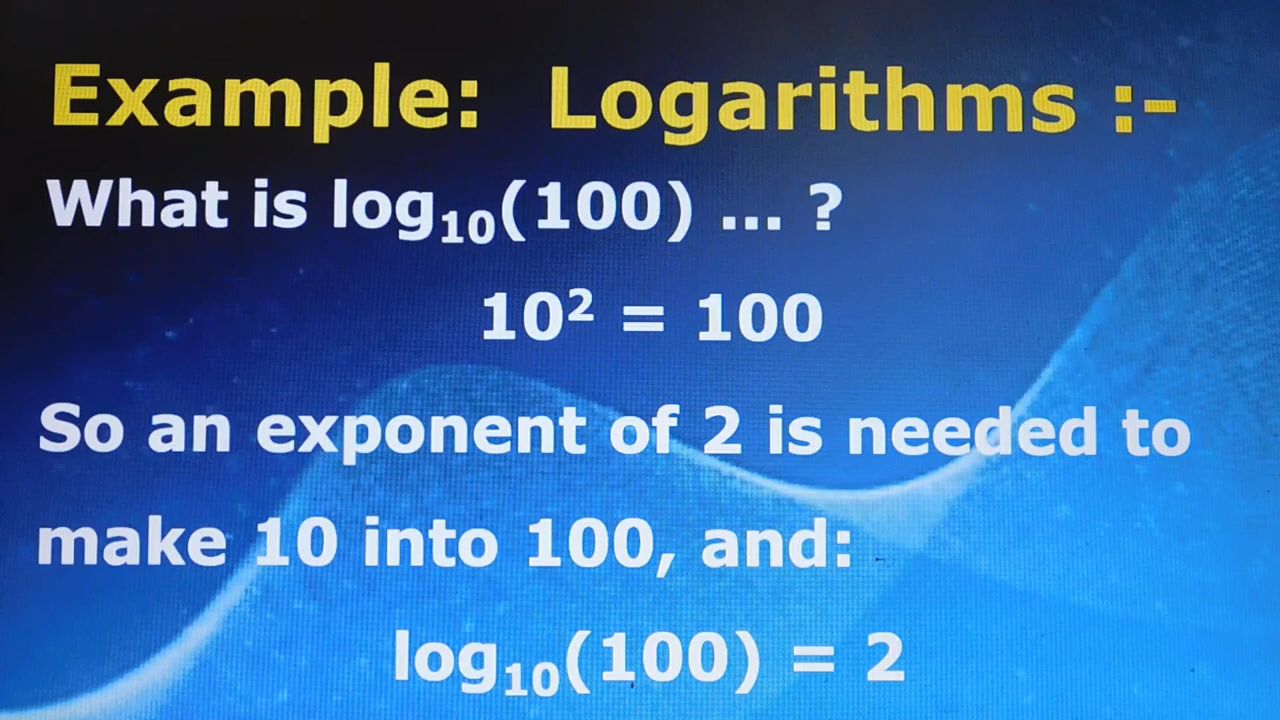 Example: Logarithms :-
What is log₁₀(100) ... ?
10² = 100
So an exponent of 2 is needed to
make 10 into 100, and:
log₁₀(100) = 2